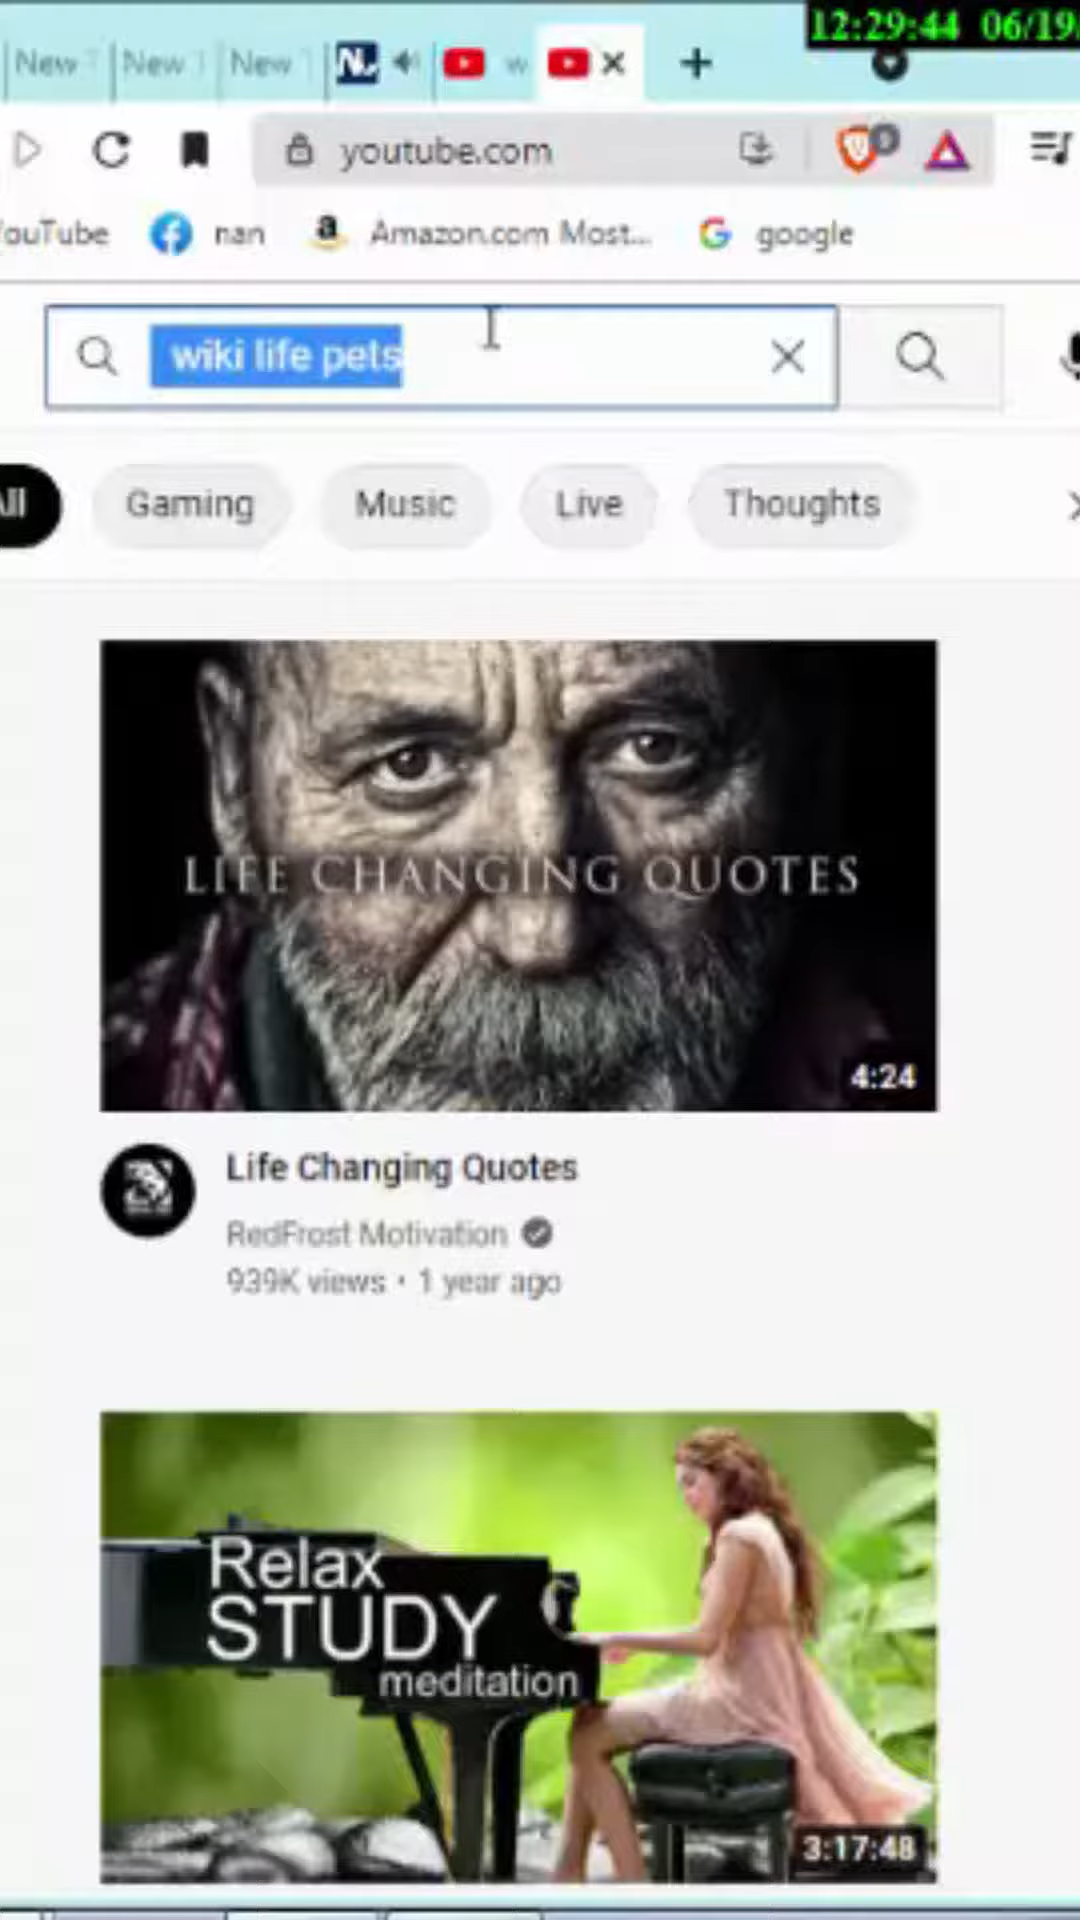 12:29:44 06/19
New
New
New
N.
w
youtube.com
YouTube
nan
Amazon.com Most...
google
wiki life pets
All
Gaming
Music
Live
Thoughts
LIFE CHANGING QUOTES
4:24
Life Changing Quotes
RedFrost Motivation
939K views • 1 year ago
Relax
STUDY
meditation
3:17:48